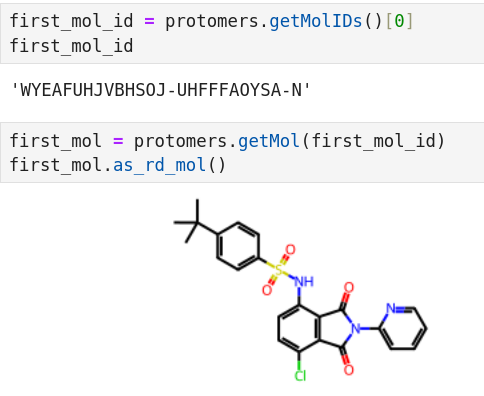 first_mol_id = protomers.getMolIDs()[0]
first_mol_id
'WYEAFUHJVBHSOJ-UHFFFAOYSA-N'
first_mol = protomers.getMol(first_mol_id)
first_mol.as_rd_mol()
O
S
NH
O
O
N
N
O
Cl